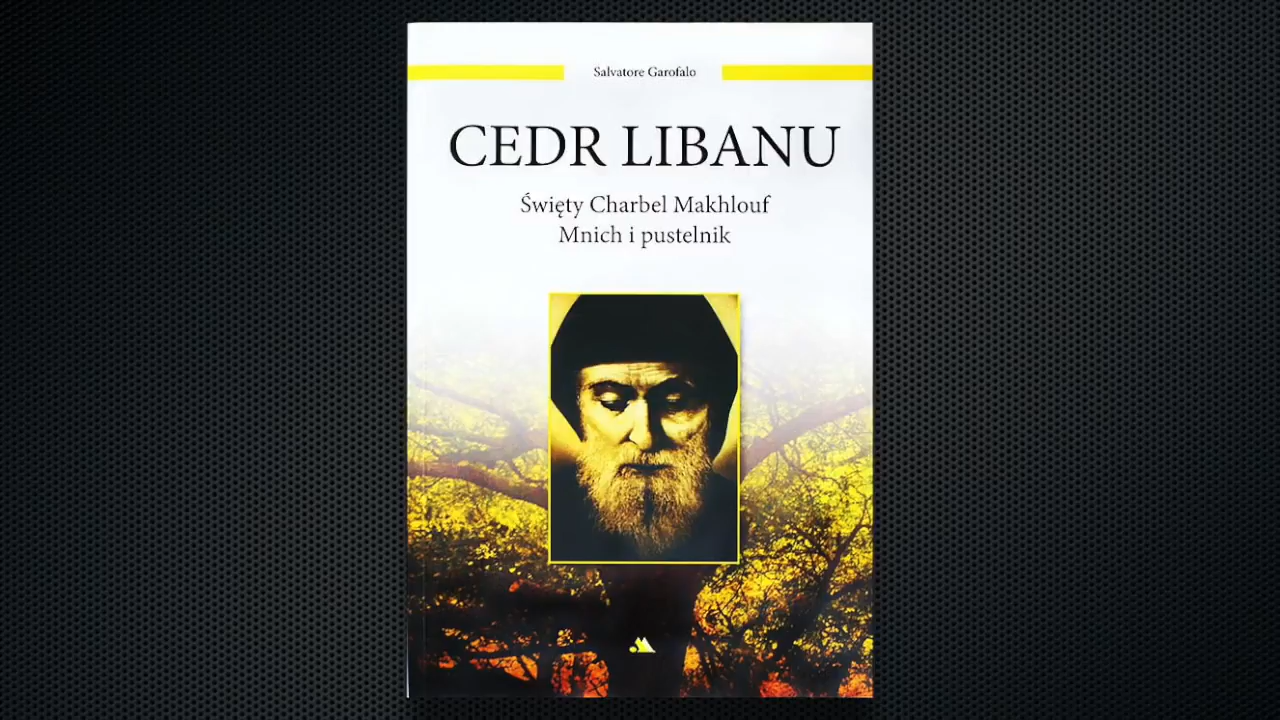 Salvatore Garofalo
CEDR LIBANU
Święty Charbel Makhlouf
Mnich i pustelnik